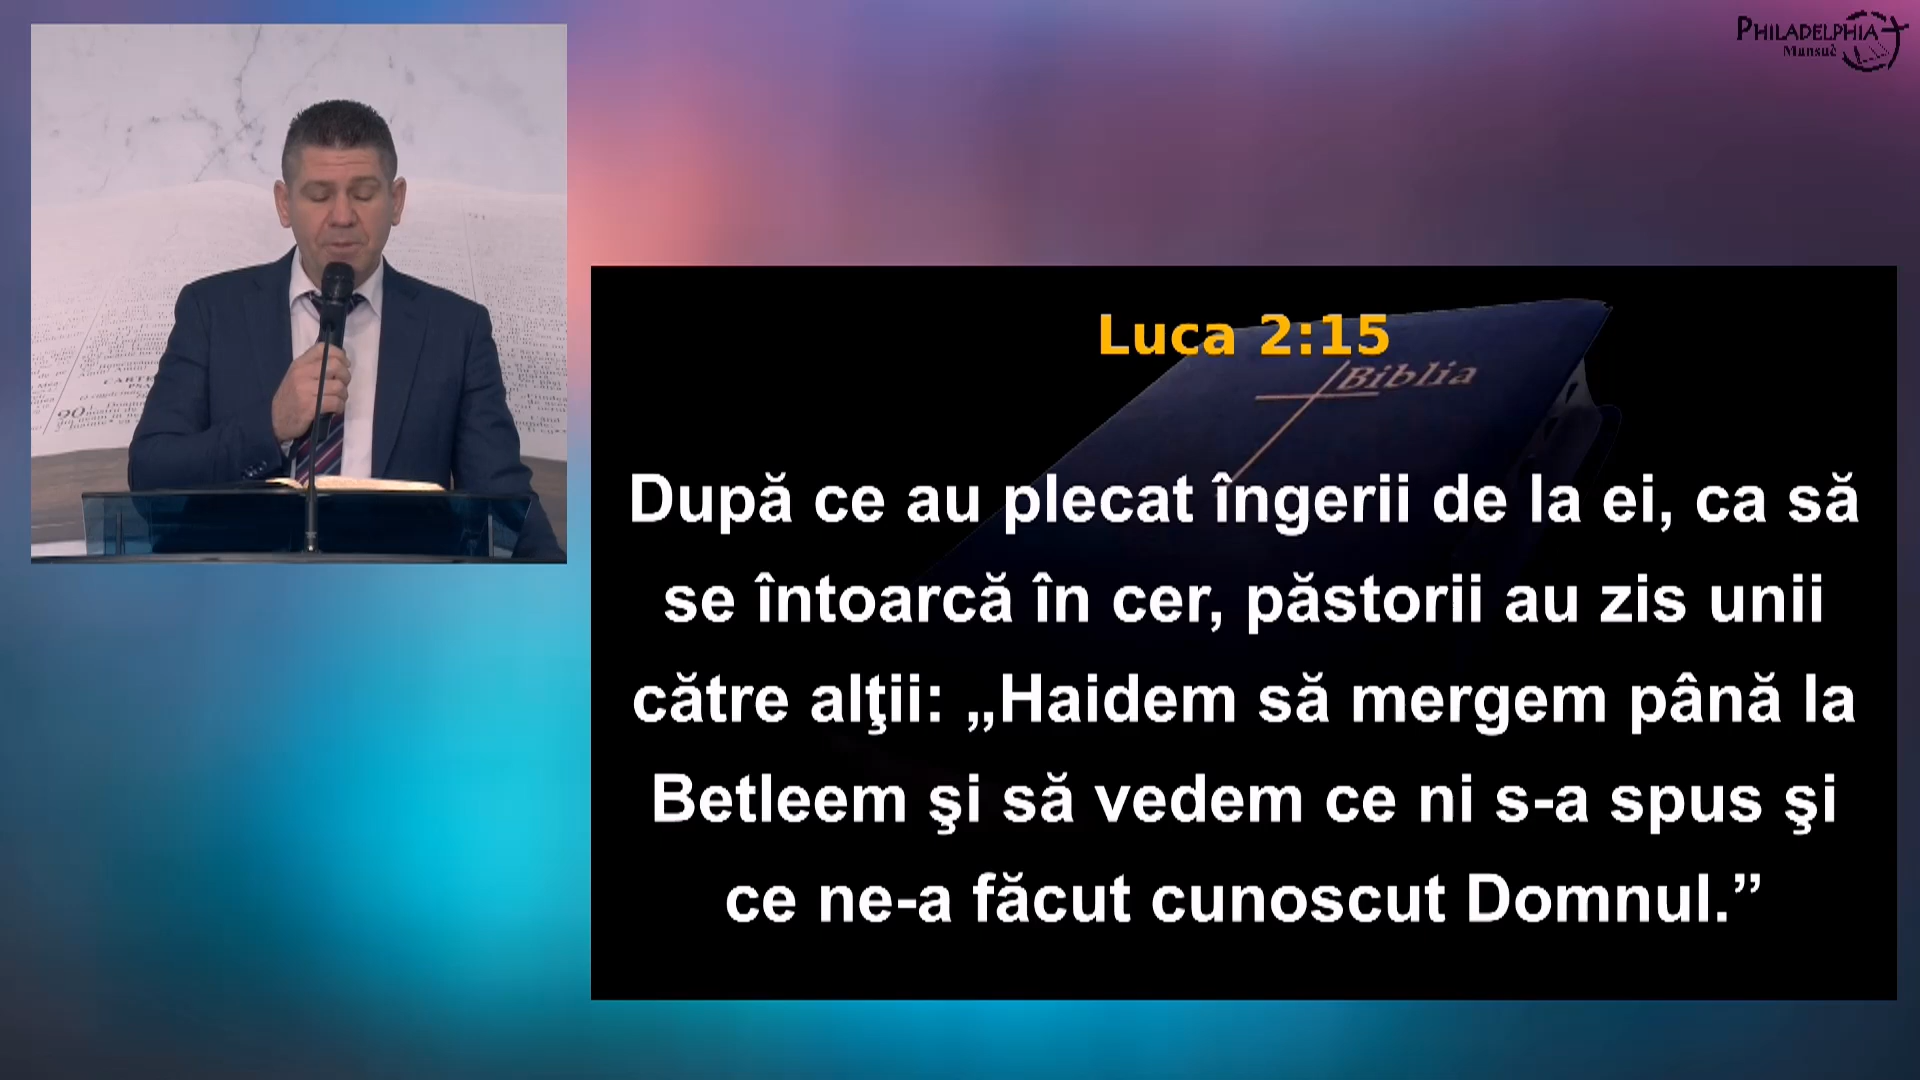 PHILADELPHIA
Mansuè
Luca 2:15
Biblia
După ce au plecat îngerii de la ei, ca să
se întoarcă în cer, păstorii au zis unii
către alţii: „Haidem să mergem până la
Betleem şi să vedem ce ni s-a spus şi
ce ne-a făcut cunoscut Domnul.”
90